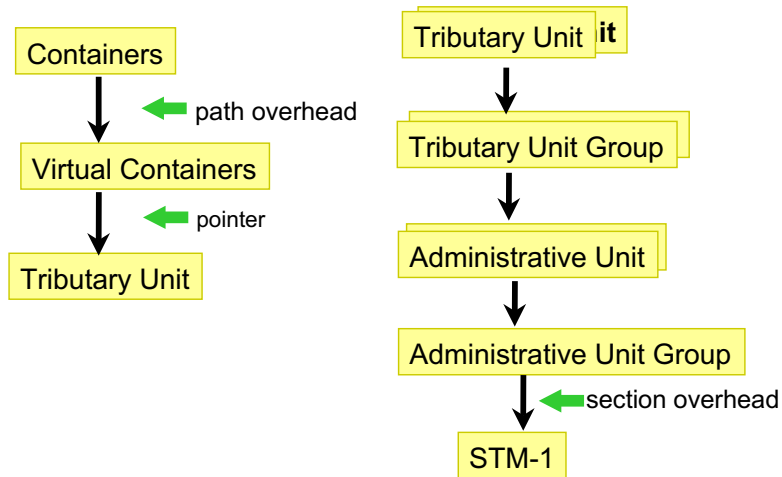 Containers
path overhead
Virtual Containers
pointer
Tributary Unit
Tributary Unit
Tributary Unit Group
Administrative Unit
Administrative Unit Group
section overhead
STM-1